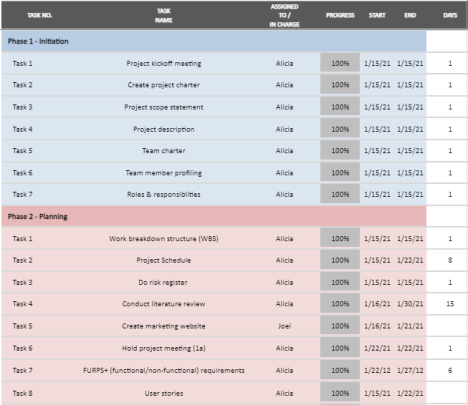 TASK NO. TASK NAME ASSIGNED TO / IN CHARGE PROGRESS START END DAYS
Phase 1 - Initiation
Task 1 Project kickoff meeting Alicia 100% 1/15/21 1/15/21 1
Task 2 Create project charter Alicia 100% 1/15/21 1/15/21 1
Task 3 Project scope statement Alicia 100% 1/15/21 1/15/21 1
Task 4 Project description Alicia 100% 1/15/21 1/15/21 1
Task 5 Team charter Alicia 100% 1/15/21 1/15/21 1
Task 6 Team member profiling Alicia 100% 1/15/21 1/15/21 1
Task 7 Roles & responsiblities Alicia 100% 1/15/21 1/15/21 1
Phase 2 - Planning
Task 1 Work breakdown structure (WBS) Alicia 100% 1/15/21 1/15/21 1
Task 2 Project Schedule Alicia 100% 1/15/21 1/22/21 8
Task 3 Do risk register Alicia 100% 1/15/21 1/15/21 1
Task 4 Conduct literature review Alicia 100% 1/16/21 1/30/21 15
Task 5 Create marketing website Joel 100% 1/16/21 1/21/21
Task 6 Hold project meeting (1a) Alicia 100% 1/22/21 1/22/21 1
Task 7 FURPS+ (functional/non-functional) requirements Alicia 100% 1/22/12 1/27/12 6
Task 8 User stories Alicia 100% 1/15/21 1/22/21